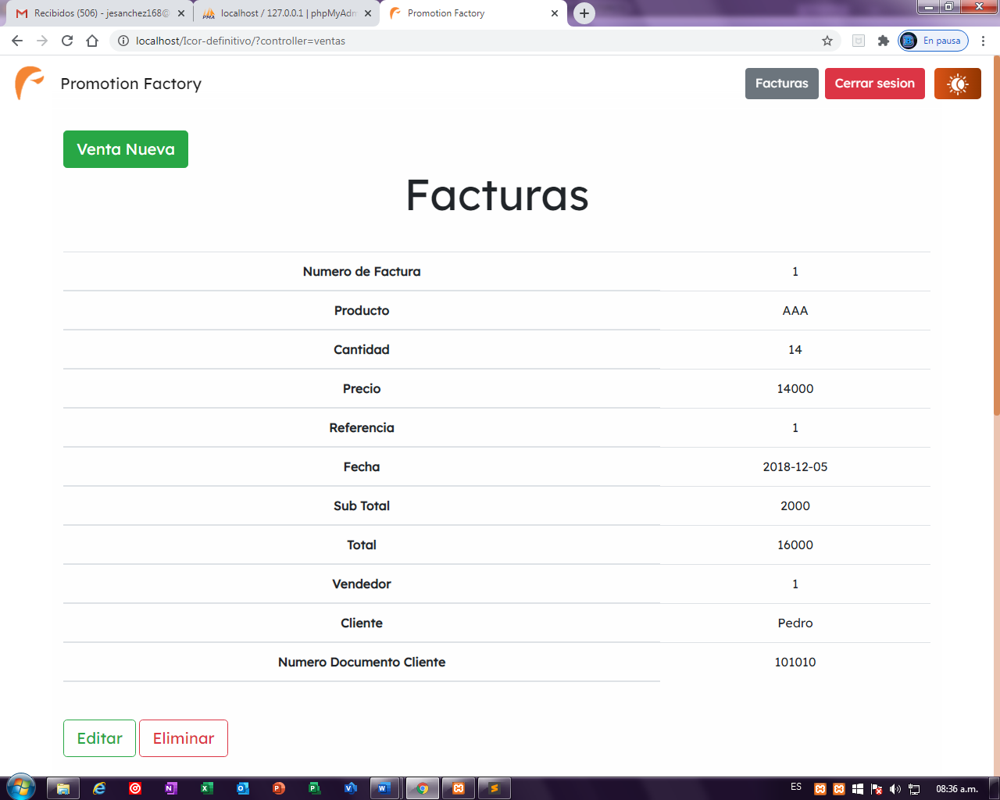 Recibidos (506) - jesanchez168@
localhost / 127.0.0.1 | phpMyAdm
Promotion Factory
localhost/Icor-definitivo/?controller=ventas
En pausa
Promotion Factory
Facturas
Cerrar sesion
Venta Nueva
Facturas
Numero de Factura 1
Producto AAA
Cantidad 14
Precio 14000
Referencia 1
Fecha 2018-12-05
Sub Total 2000
Total 16000
Vendedor 1
Cliente Pedro
Numero Documento Cliente 101010
Editar
Eliminar
ES
08:36 a.m.